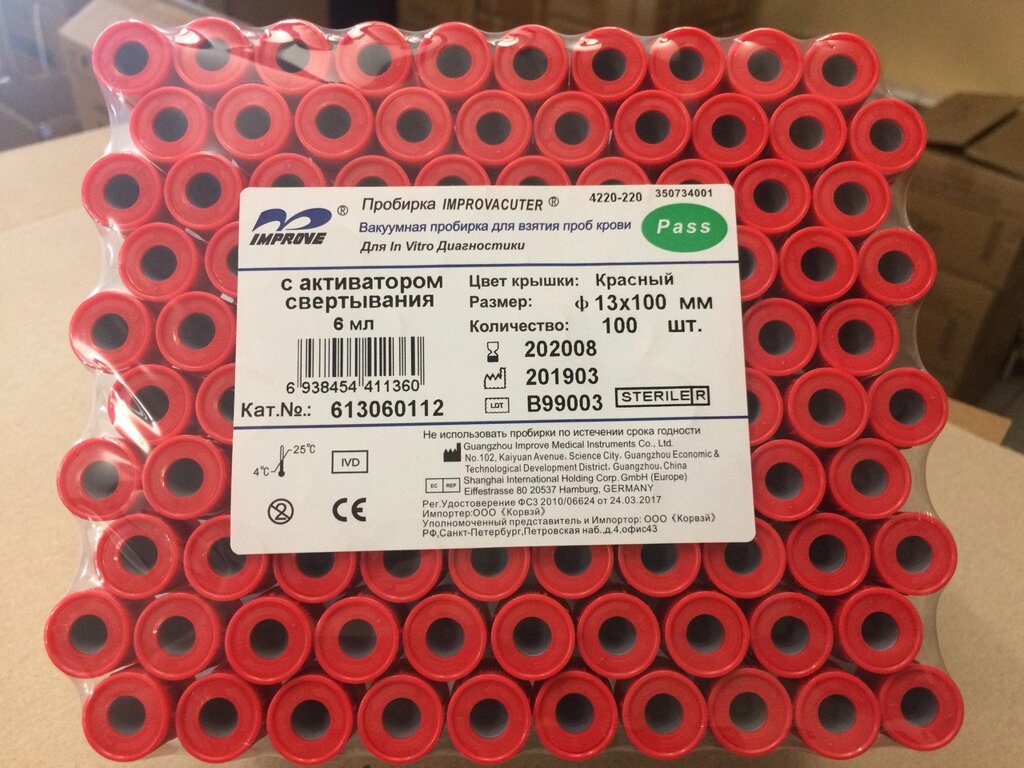 IMPROVE ®
Пробирка IMPROVACUTER ®
4220-220
350734001
Вакуумная пробирка для взятия проб крови
Для In Vitro Диагностики
Pass
с активатором
свертывания
6 мл
6 938454 411360
Кат.№.: 613060112
Цвет крышки: Красный
Размер: ф 13x100 мм
Количество: 100 шт.
202008
201903
LOT B99003
STERILE R
4°C 25°C
IVD
2
CE
Не использовать пробирки по истечении срока годности
Guangzhou Improve Medical Instruments Co., Ltd.
No.102, Kaiyuan Avenue, Science City, Guangzhou Economic &
Technological Development District, Guangzhou, China
EC REP
Shanghai International Holding Corp. GmbH (Europe)
Eiffestrasse 80 20537 Hamburg, GERMANY
Рег.Удостоверение ФСЗ 2010/06624 от 24.03.2017
Импортер:ООО《Корвэй》
Уполномоченный представитель и Импортор: ООО《Корвэй》
РФ,Санкт-Петербург,Петровская наб.,д.4,офис43